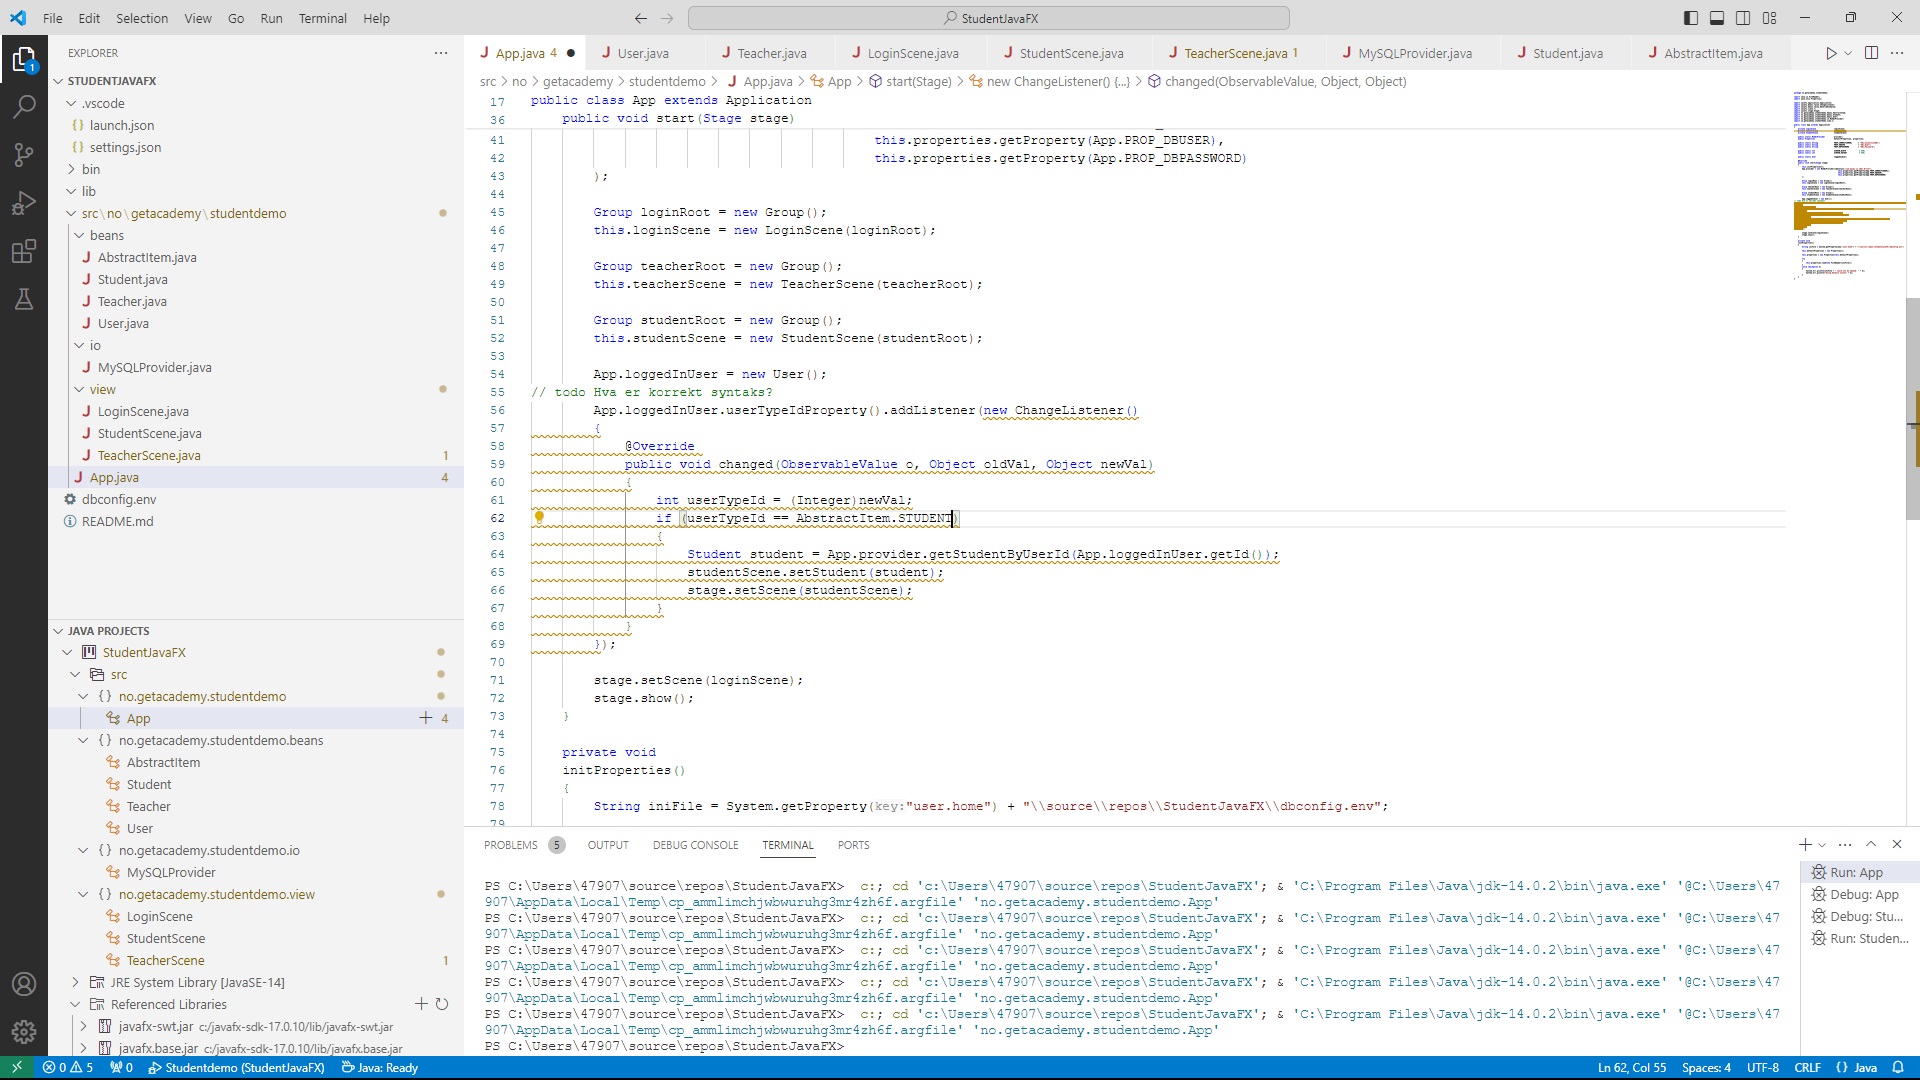 File Edit Selection View Go Run Terminal Help
StudentJavaFX
EXPLORER
STUDENTJAVAFX
.vscode
{} launch.json
{} settings.json
bin
lib
src\no\getacademy\studentdemo
beans
J AbstractItem.java
J Student.java
J Teacher.java
J User.java
io
J MySQLProvider.java
view
J LoginScene.java
J StudentScene.java
J TeacherScene.java 1
J App.java 4
dbconfig.env
README.md
JAVA PROJECTS
StudentJavaFX
src
{} no.getacademy.studentdemo
App 4
{} no.getacademy.studentdemo.beans
AbstractItem
Student
Teacher
User
{} no.getacademy.studentdemo.io
MySQLProvider
{} no.getacademy.studentdemo.view
LoginScene
StudentScene
TeacherScene 1
JRE System Library [JavaSE-14]
Referenced Libraries
javafx-swt.jar c:/javafx-sdk-17.0.10/lib/javafx-swt.jar
javafx.base.jar c:/javafx-sdk-17.0.10/lib/javafx.base.jar
J App.java 4 J User.java J Teacher.java J LoginScene.java J StudentScene.java J TeacherScene.java 1 J MySQLProvider.java J Student.java J AbstractItem.java
src > no > getacademy > studentdemo > J App.java > App > start(Stage) > new ChangeListener() {...} > changed(ObservableValue, Object, Object)
17 public class App extends Application
36 public void start(Stage stage)
41 this.properties.getProperty(App.PROP_DBUSER),
42 this.properties.getProperty(App.PROP_DBPASSWORD)
43 );
44
45 Group loginRoot = new Group();
46 this.loginScene = new LoginScene(loginRoot);
47
48 Group teacherRoot = new Group();
49 this.teacherScene = new TeacherScene(teacherRoot);
50
51 Group studentRoot = new Group();
52 this.studentScene = new StudentScene(studentRoot);
53
54 App.loggedInUser = new User();
55 // todo Hva er korrekt syntaks?
56 App.loggedInUser.userTypeIdProperty().addListener(new ChangeListener()
57 {
58 @Override
59 public void changed(ObservableValue o, Object oldVal, Object newVal)
60 {
61 int userTypeId = (Integer)newVal;
62 if (userTypeId == AbstractItem.STUDENT)
63 {
64 Student student = App.provider.getStudentByUserId(App.loggedInUser.getId());
65 studentScene.setStudent(student);
66 stage.setScene(studentScene);
67 }
68 }
69 });
70
71 stage.setScene(loginScene);
72 stage.show();
73 }
74
75 private void
76 initProperties()
77 {
78 String iniFile = System.getProperty(key:"user.home") + "\\source\\repos\\StudentJavaFX\\dbconfig.env";
79
PROBLEMS 5 OUTPUT DEBUG CONSOLE TERMINAL PORTS
PS C:\Users\47907\source\repos\StudentJavaFX> c:; cd 'c:\Users\47907\source\repos\StudentJavaFX'; & 'C:\Program Files\Java\jdk-14.0.2\bin\java.exe' '@C:\Users\47
907\AppData\Local\Temp\cp_ammlimchjwbwuruhg3mr4zh6f.argfile' 'no.getacademy.studentdemo.App'
PS C:\Users\47907\source\repos\StudentJavaFX> c:; cd 'c:\Users\47907\source\repos\StudentJavaFX'; & 'C:\Program Files\Java\jdk-14.0.2\bin\java.exe' '@C:\Users\47
907\AppData\Local\Temp\cp_ammlimchjwbwuruhg3mr4zh6f.argfile' 'no.getacademy.studentdemo.App'
PS C:\Users\47907\source\repos\StudentJavaFX> c:; cd 'c:\Users\47907\source\repos\StudentJavaFX'; & 'C:\Program Files\Java\jdk-14.0.2\bin\java.exe' '@C:\Users\47
907\AppData\Local\Temp\cp_ammlimchjwbwuruhg3mr4zh6f.argfile' 'no.getacademy.studentdemo.App'
PS C:\Users\47907\source\repos\StudentJavaFX> c:; cd 'c:\Users\47907\source\repos\StudentJavaFX'; & 'C:\Program Files\Java\jdk-14.0.2\bin\java.exe' '@C:\Users\47
907\AppData\Local\Temp\cp_ammlimchjwbwuruhg3mr4zh6f.argfile' 'no.getacademy.studentdemo.App'
PS C:\Users\47907\source\repos\StudentJavaFX> c:; cd 'c:\Users\47907\source\repos\StudentJavaFX'; & 'C:\Program Files\Java\jdk-14.0.2\bin\java.exe' '@C:\Users\47
907\AppData\Local\Temp\cp_ammlimchjwbwuruhg3mr4zh6f.argfile' 'no.getacademy.studentdemo.App'
PS C:\Users\47907\source\repos\StudentJavaFX>
Run: App
Debug: App
Debug: Stu...
Run: Studen...
0 5 0 Studentdemo (StudentJavaFX) Java: Ready Ln 62, Col 55 Spaces: 4 UTF-8 CRLF {} Java